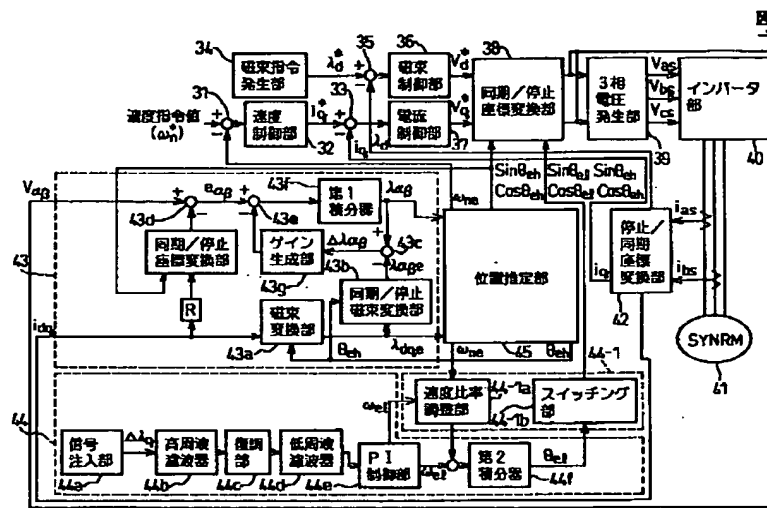 図
34
磁束指令
発生部
λd*
35
36
磁束
制御部
Vd*
38
同期/停止
座標変換部
3相
電圧
発生部
39
Vas
Vbs
Vcs
インバータ
部
40
速度指令値
(ωn*)
31
速度
制御部
32
33
λd
iq
電圧
制御部
37
Vq*
Sinθeh
Cosθeh
Sinθel
Cosθel
Sinθeh
Cosθeh
ωne
ias
ibs
iq
停止/
同期
座標
変換部
42
SYNRM
41
Vαβ
43
43d
eαβ
43e
43f
第1
積分器
λαβ
43c
Δλαβ
ゲイン
生成部
43g
43b
λαβe
同期/停止
座標変換部
同期/停止
磁束変換部
R
idq
磁束
変換部
43a
θeh
λdqe
位置推定部
45
ωne
θeh
44-1
速度比率
調整部
44-1a
44-1b
スイッチング
部
ωel
44
信号
注入部
44a
高周波
濾波器
44b
復調
部
44c
低周波
濾波器
44d
PI
制御部
44e
ωel
第2
積分器
44f
θel